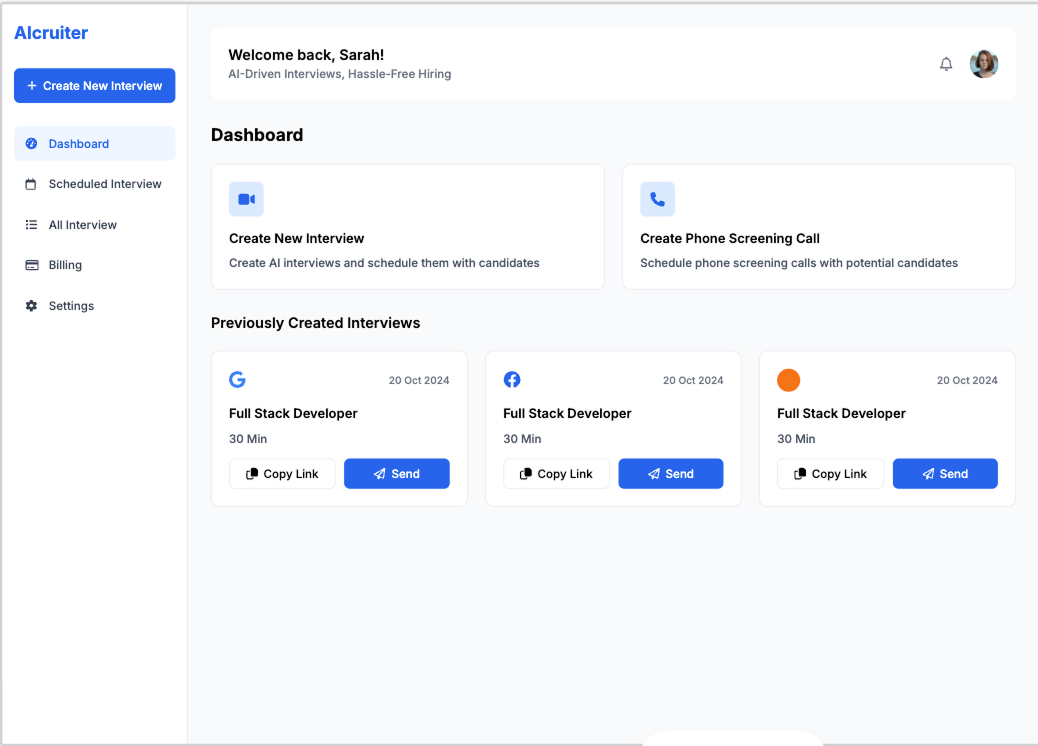 AIcruiter
+ Create New Interview
Dashboard
Scheduled Interview
All Interview
Billing
Settings
Welcome back, Sarah!
AI-Driven Interviews, Hassle-Free Hiring
Dashboard
Create New Interview
Create AI interviews and schedule them with candidates
Create Phone Screening Call
Schedule phone screening calls with potential candidates
Previously Created Interviews
20 Oct 2024
Full Stack Developer
30 Min
Copy Link
Send
20 Oct 2024
Full Stack Developer
30 Min
Copy Link
Send
20 Oct 2024
Full Stack Developer
30 Min
Copy Link
Send